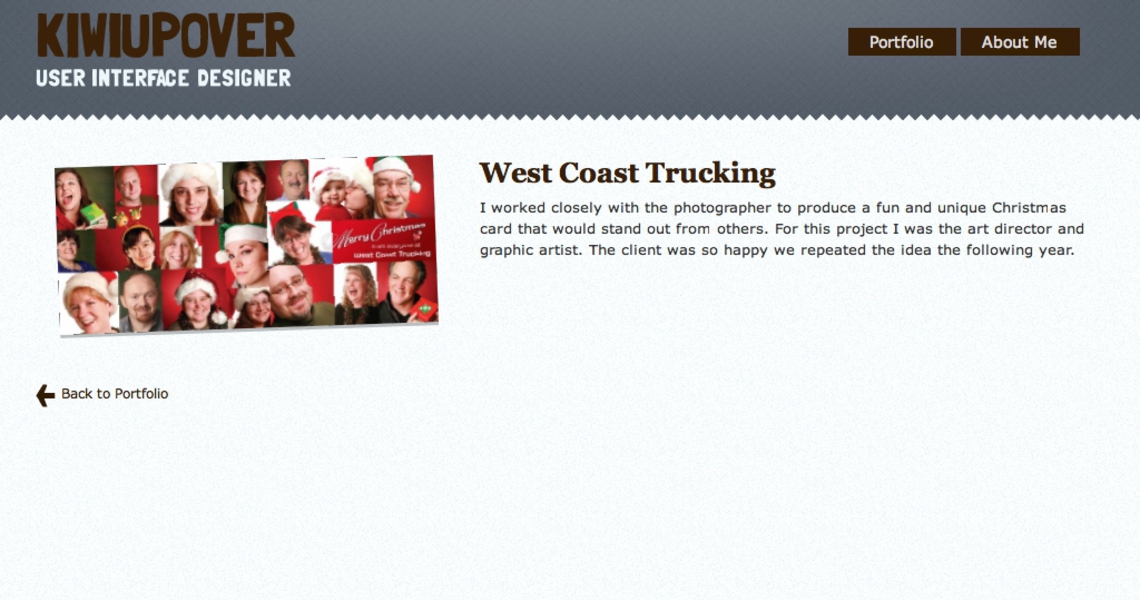 KIWIUPOVER
USER INTERFACE DESIGNER
Portfolio
About Me
Merry Christmas
West Coast Trucking
West Coast Trucking
I worked closely with the photographer to produce a fun and unique Christmas
card that would stand out from others. For this project I was the art director and
graphic artist. The client was so happy we repeated the idea the following year.
Back to Portfolio